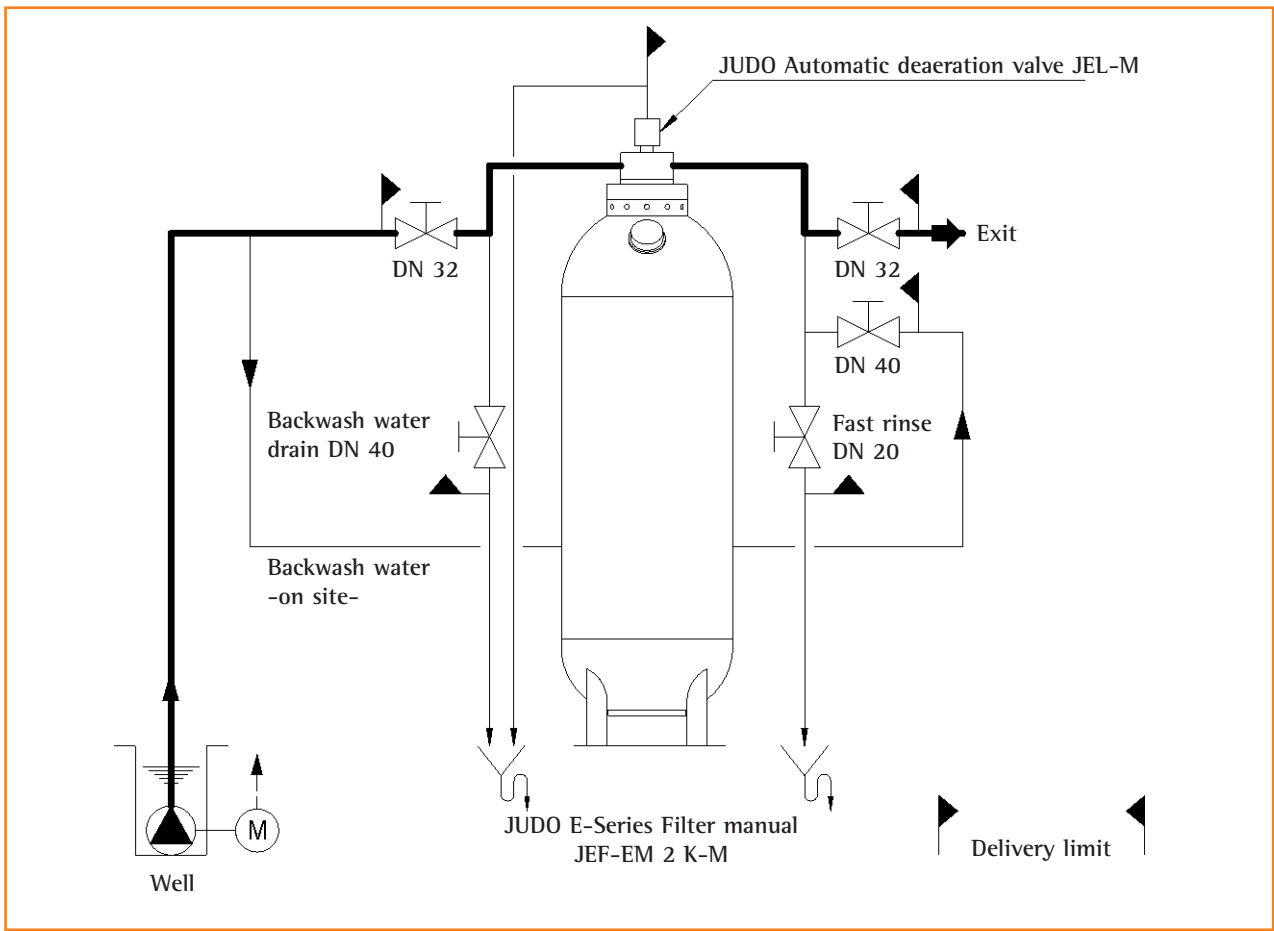 JUDO Automatic deaeration valve JEL-M
Exit
DN 32
DN 32
DN 40
Backwash water
drain DN 40
Fast rinse
DN 20
Backwash water
-on site-
M
JUDO E-Series Filter manual
JEF-EM 2 K-M
Delivery limit
Well